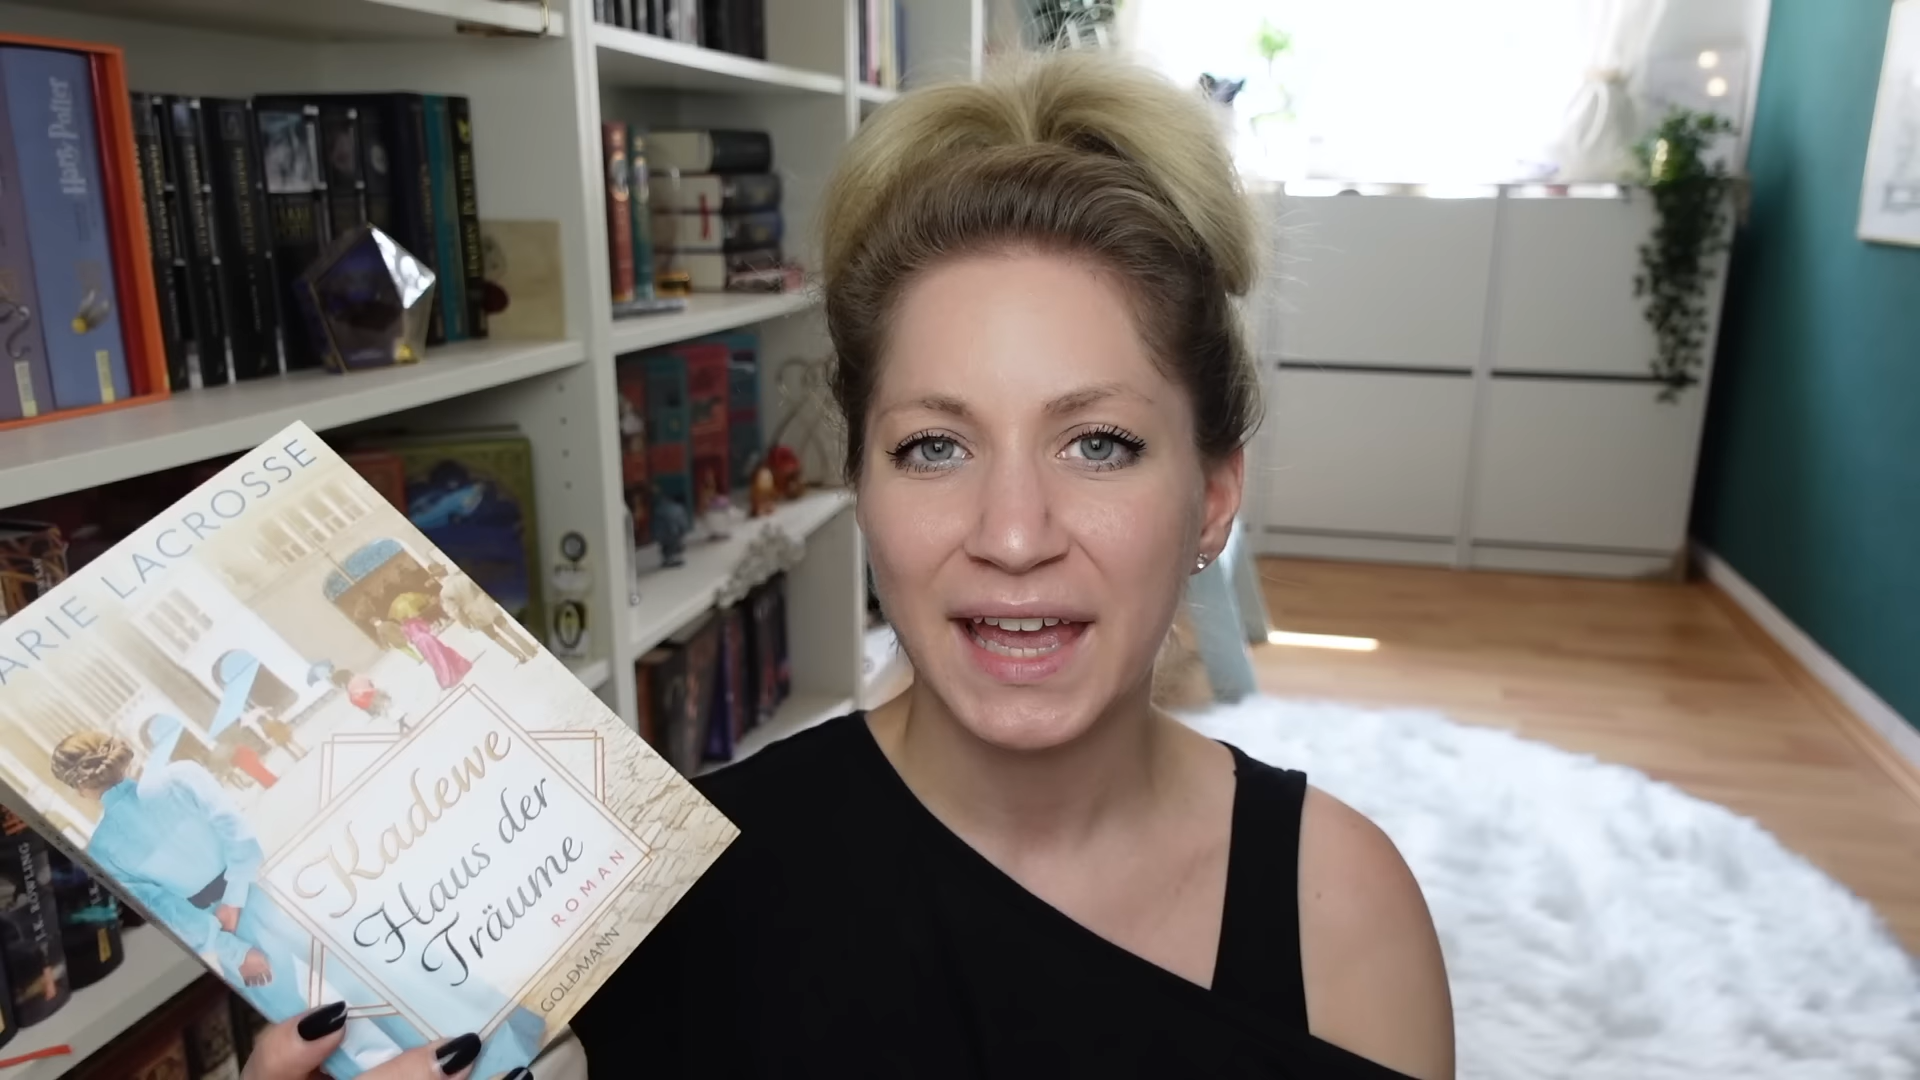 Harry Potter
ARIE LACROSSE
Kadewe
Haus der
Träume
ROMAN
GOLDMANN
J.K. ROWLING